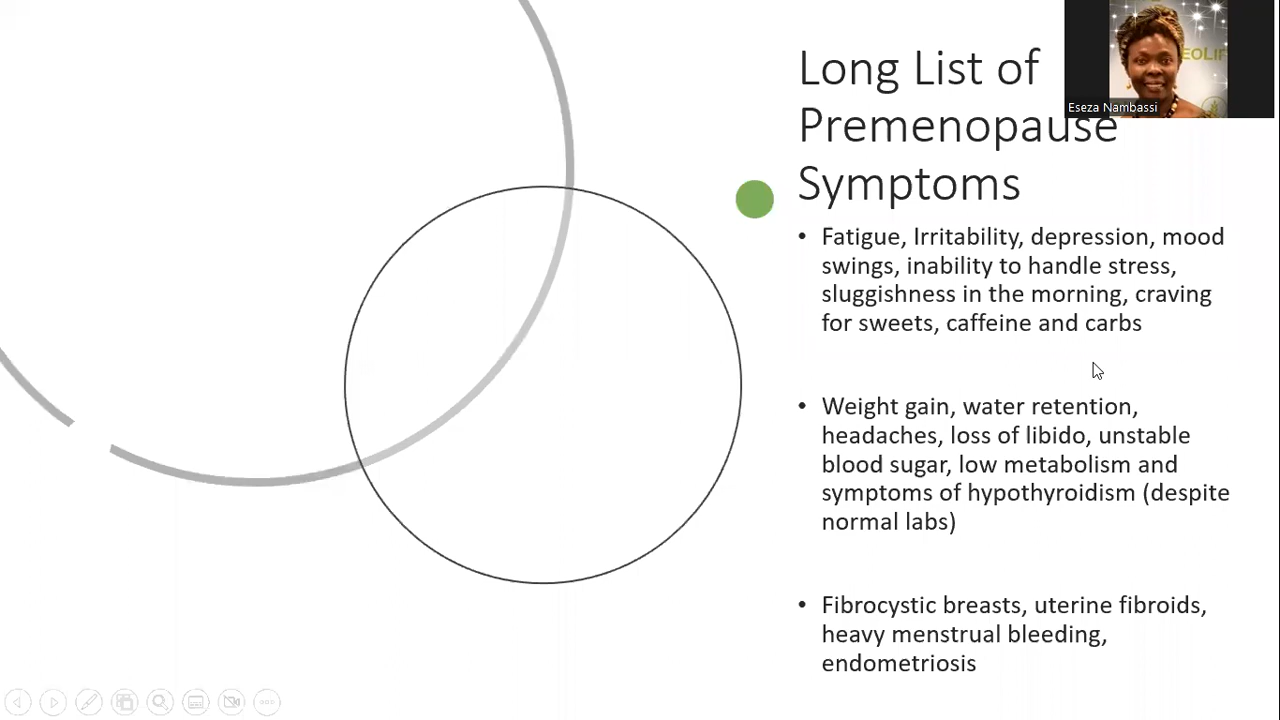 Long List of
Premenopause
Symptoms
EOLIF
Eseza Nambassi
• Fatigue, Irritability, depression, mood
swings, inability to handle stress,
sluggishness in the morning, craving
for sweets, caffeine and carbs
• Weight gain, water retention,
headaches, loss of libido, unstable
blood sugar, low metabolism and
symptoms of hypothyroidism (despite
normal labs)
• Fibrocystic breasts, uterine fibroids,
heavy menstrual bleeding,
endometriosis